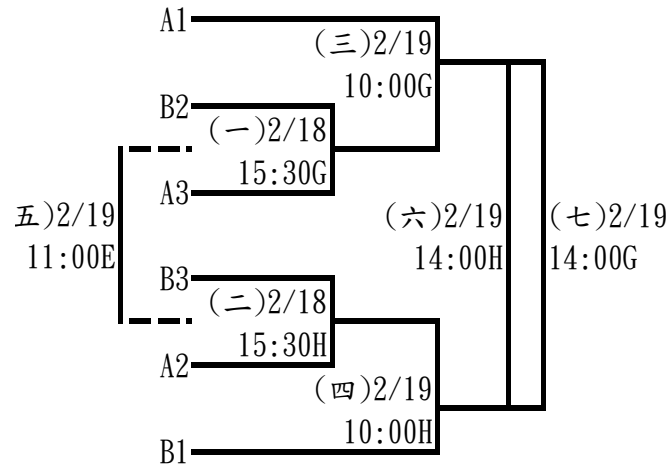 A1
(三)2/19
10:00G
B2
(一)2/18
15:30G
A3
五)2/19
11:00E
(六)2/19
14:00H
(七)2/19
14:00G
B3
(二)2/18
15:30H
A2
(四)2/19
10:00H
B1